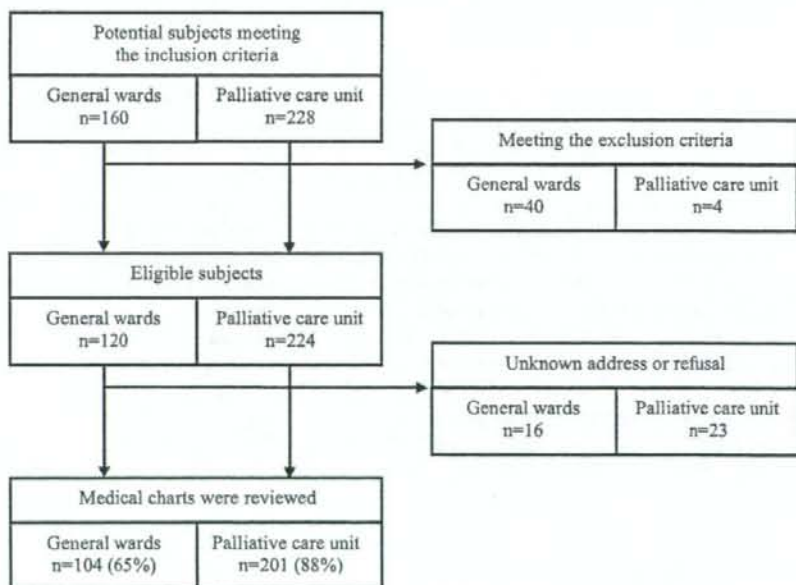 Potential subjects meeting
the inclusion criteria
General wards
n=160
Palliative care unit
n=228
Meeting the exclusion criteria
General wards
n=40
Palliative care unit
n=4
Eligible subjects
General wards
n=120
Palliative care unit
n=224
Unknown address or refusal
General wards
n=16
Palliative care unit
n=23
Medical charts were reviewed
General wards
n=104 (65%)
Palliative care unit
n=201 (88%)